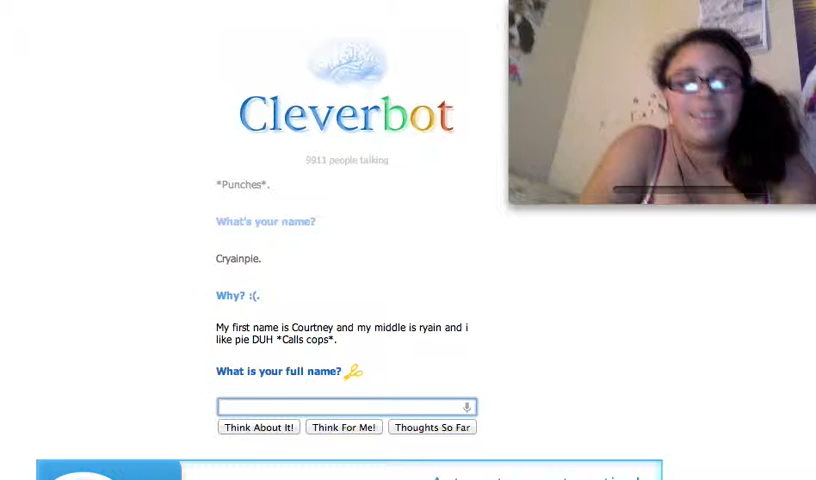 Cleverbot
9911 people talking
*Punches*.
What's your name?
Cryainpie.
Why? :(.
My first name is Courtney and my middle is ryain and i
like pie DUH *Calls cops*.
What is your full name?
Think About It! Think For Me! Thoughts So Far